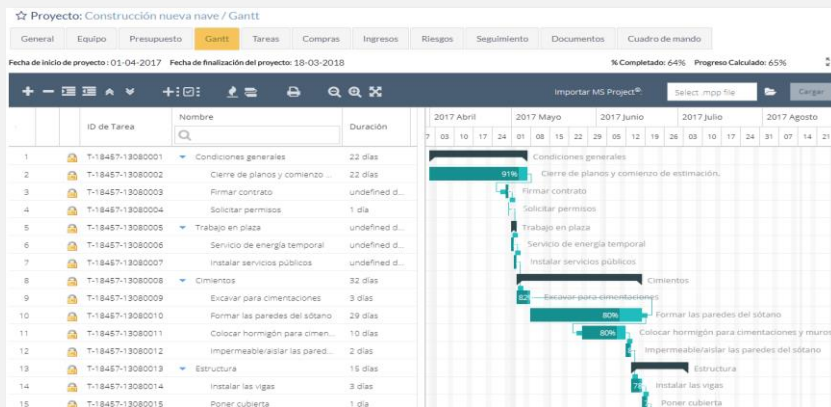 Proyecto: Construcción nueva nave / Gantt
General Equipo Presupuesto Gantt Tareas Compras Ingresos Riesgos Seguimiento Documentos Cuadro de mando
Fecha de inicio de proyecto : 01-04-2017 Fecha de finalización del proyecto: 18-03-2018 % Completado: 64% Progreso Calculado: 65%
Importar MS Project® Select .mpp file Cargar
ID de Tarea Nombre Duración
2017 Abril 2017 Mayo 2017 Junio 2017 Julio 2017 Agosto
7 03 10 17 24 01 08 15 22 29 05 12 19 26 03 10 17 24 31 07 14 21
1 T-18457-13080001 Condiciones generales 22 días Condiciones generales
2 T-18457-13080002 Cierre de planos y comienzo ... 22 días 91% Cierre de planos y comienzo de estimación.
3 T-18457-13080003 Firmar contrato undefined d... Firmar contrato
4 T-18457-13080004 Solicitar permisos 1 día Solicitar permisos
5 T-18457-13080005 Trabajo en plaza undefined d... Trabajo en plaza
6 T-18457-13080006 Servicio de energía temporal undefined d... Servicio de energía temporal
7 T-18457-13080007 Instalar servicios públicos undefined d... Instalar servicios públicos
8 T-18457-13080008 Cimientos 32 días Cimientos
9 T-18457-13080009 Excavar para cimentaciones 3 días 82 Excavar para cimentaciones
10 T-18457-13080010 Formar las paredes del sótano 29 días 80% Formar las paredes del sótano
11 T-18457-13080011 Colocar hormigón para cimen... 10 días 80% Colocar hormigón para cimentaciones y muros
12 T-18457-13080012 Impermeable/aislar las pared... 2 días Impermeable/aislar las paredes del sótano
13 T-18457-13080013 Estructura 15 días Estructura
14 T-18457-13080014 Instalar las vigas 3 días 78 Instalar las vigas
15 T-18457-13080015 Poner cubierta 1 día Poner cubierta